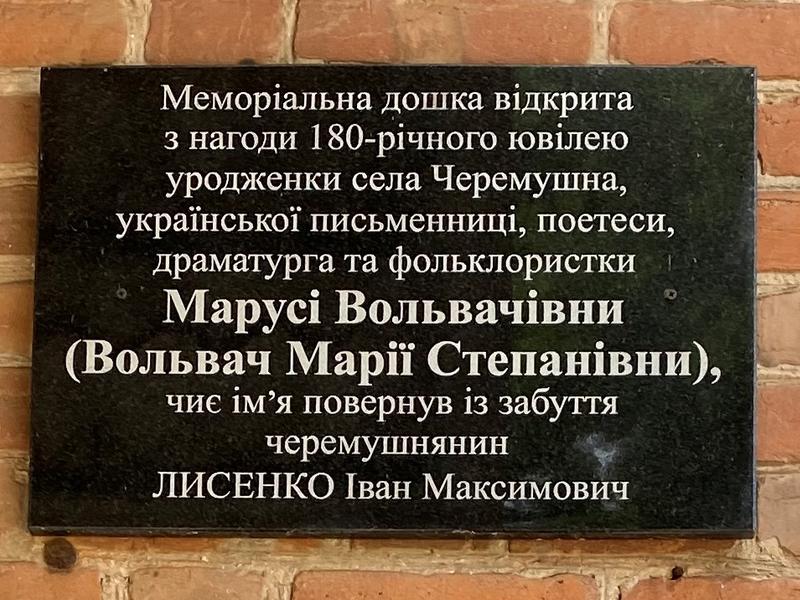 Меморіальна дошка відкрита
з нагоди 180-річного ювілею
уродженки села Черемушна,
української письменниці, поетеси,
драматурга та фольклористки
Марусі Вольвачівни
(Вольвач Марії Степанівни),
чиє ім’я повернув із забуття
черемушнянин
ЛИСЕНКО Іван Максимович